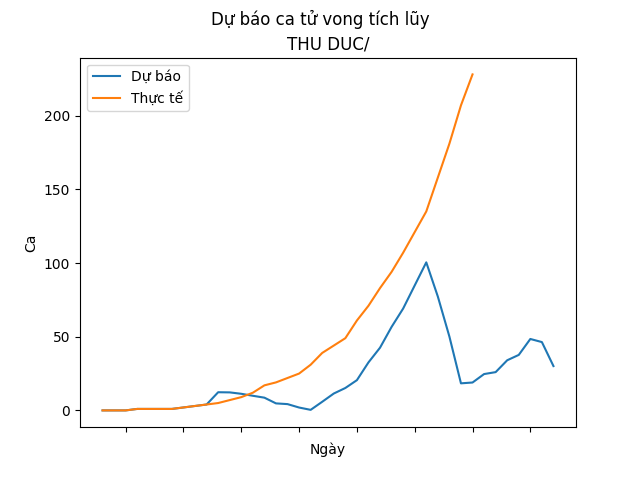 Dự báo ca tử vong tích lũy
THU DUC/
Dự báo
Thực tế
200
150
100
50
0
Ca
Ngày